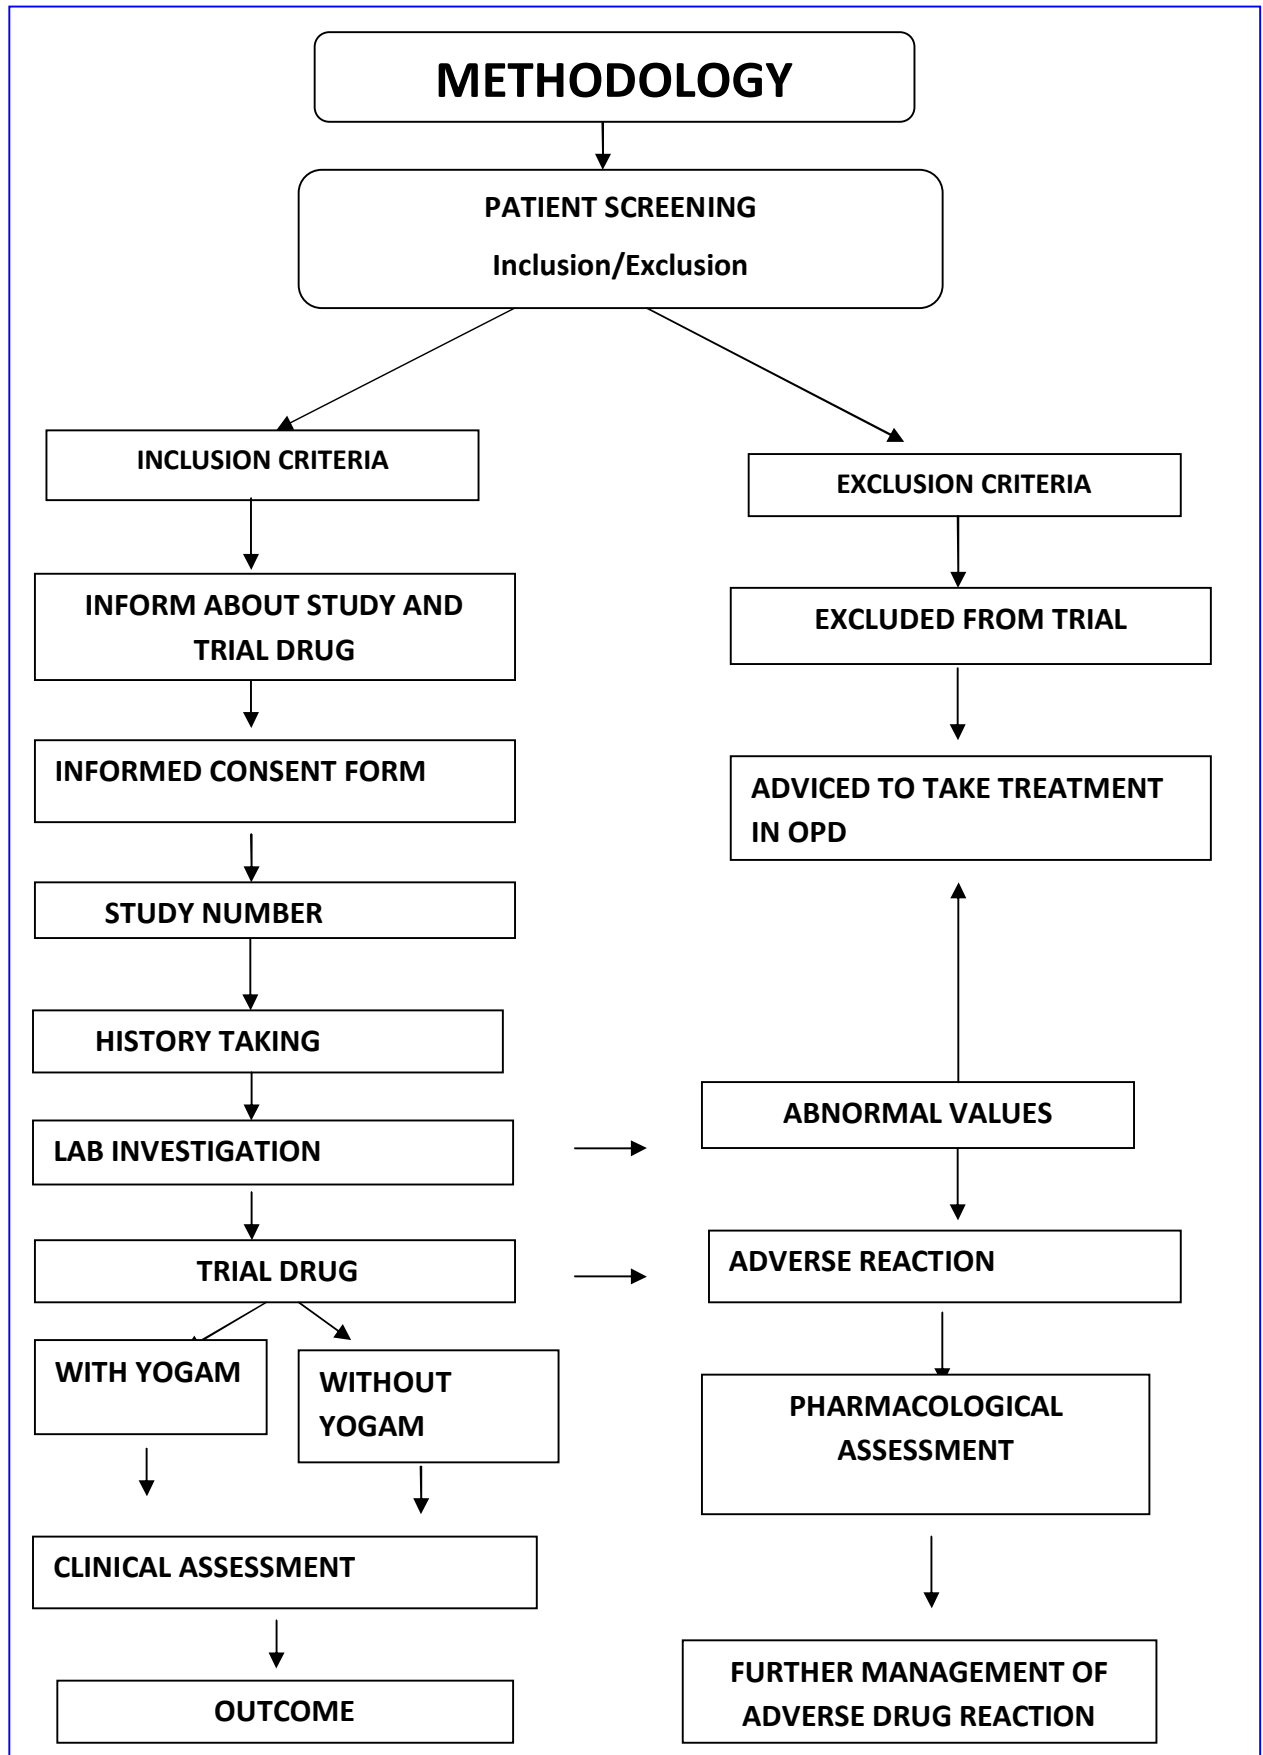 METHODOLOGY
PATIENT SCREENING
Inclusion/Exclusion
INCLUSION CRITERIA
EXCLUSION CRITERIA
INFORM ABOUT STUDY AND
TRIAL DRUG
EXCLUDED FROM TRIAL
INFORMED CONSENT FORM
ADVICED TO TAKE TREATMENT
IN OPD
STUDY NUMBER
HISTORY TAKING
LAB INVESTIGATION
ABNORMAL VALUES
TRIAL DRUG
ADVERSE REACTION
WITH YOGAM
WITHOUT
YOGAM
PHARMACOLOGICAL
ASSESSMENT
CLINICAL ASSESSMENT
OUTCOME
FURTHER MANAGEMENT OF
ADVERSE DRUG REACTION